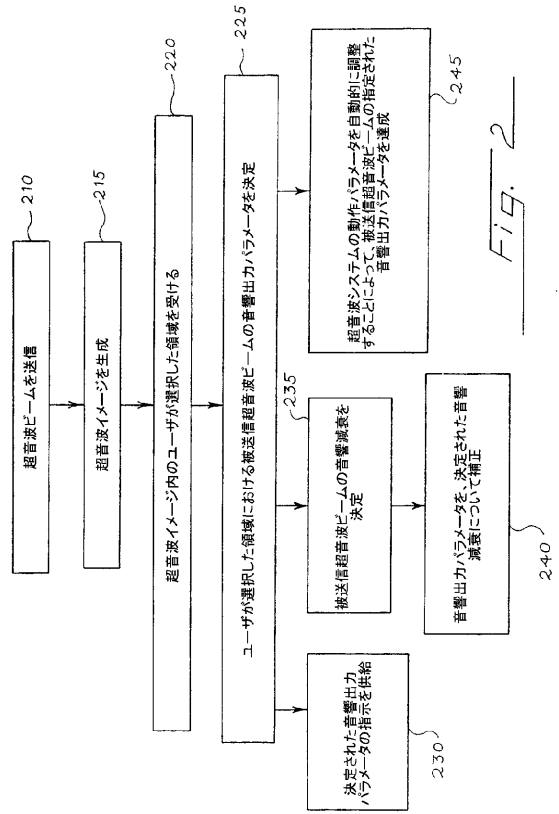 超音波ビームを送信
210
超音波イメージを生成
215
超音波イメージ内のユーザが選択した領域を受ける
220
ユーザが選択した領域における被送信超音波ビームの音響出力パラメータを決定
225
決定された音響出力
パラメータの指示を供給
230
被送信超音波ビームの音響減衰を
決定
235
音響出力パラメータを、決定された音響
減衰について補正
240
超音波システムの動作パラメータを自動的に調整
することによって、被送信超音波ビームの指定された
音響出力パラメータを達成
245
Fig. 2